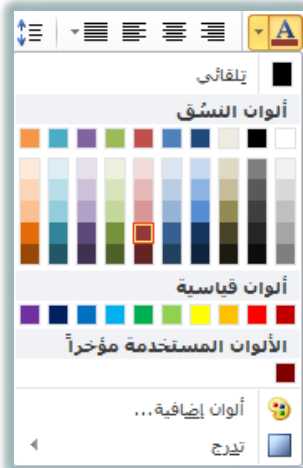 A
تلقائي
ألوان النسُق
ألوان قياسية
الألوان المستخدمة مؤخراً
ألوان إضافية...
تدرج